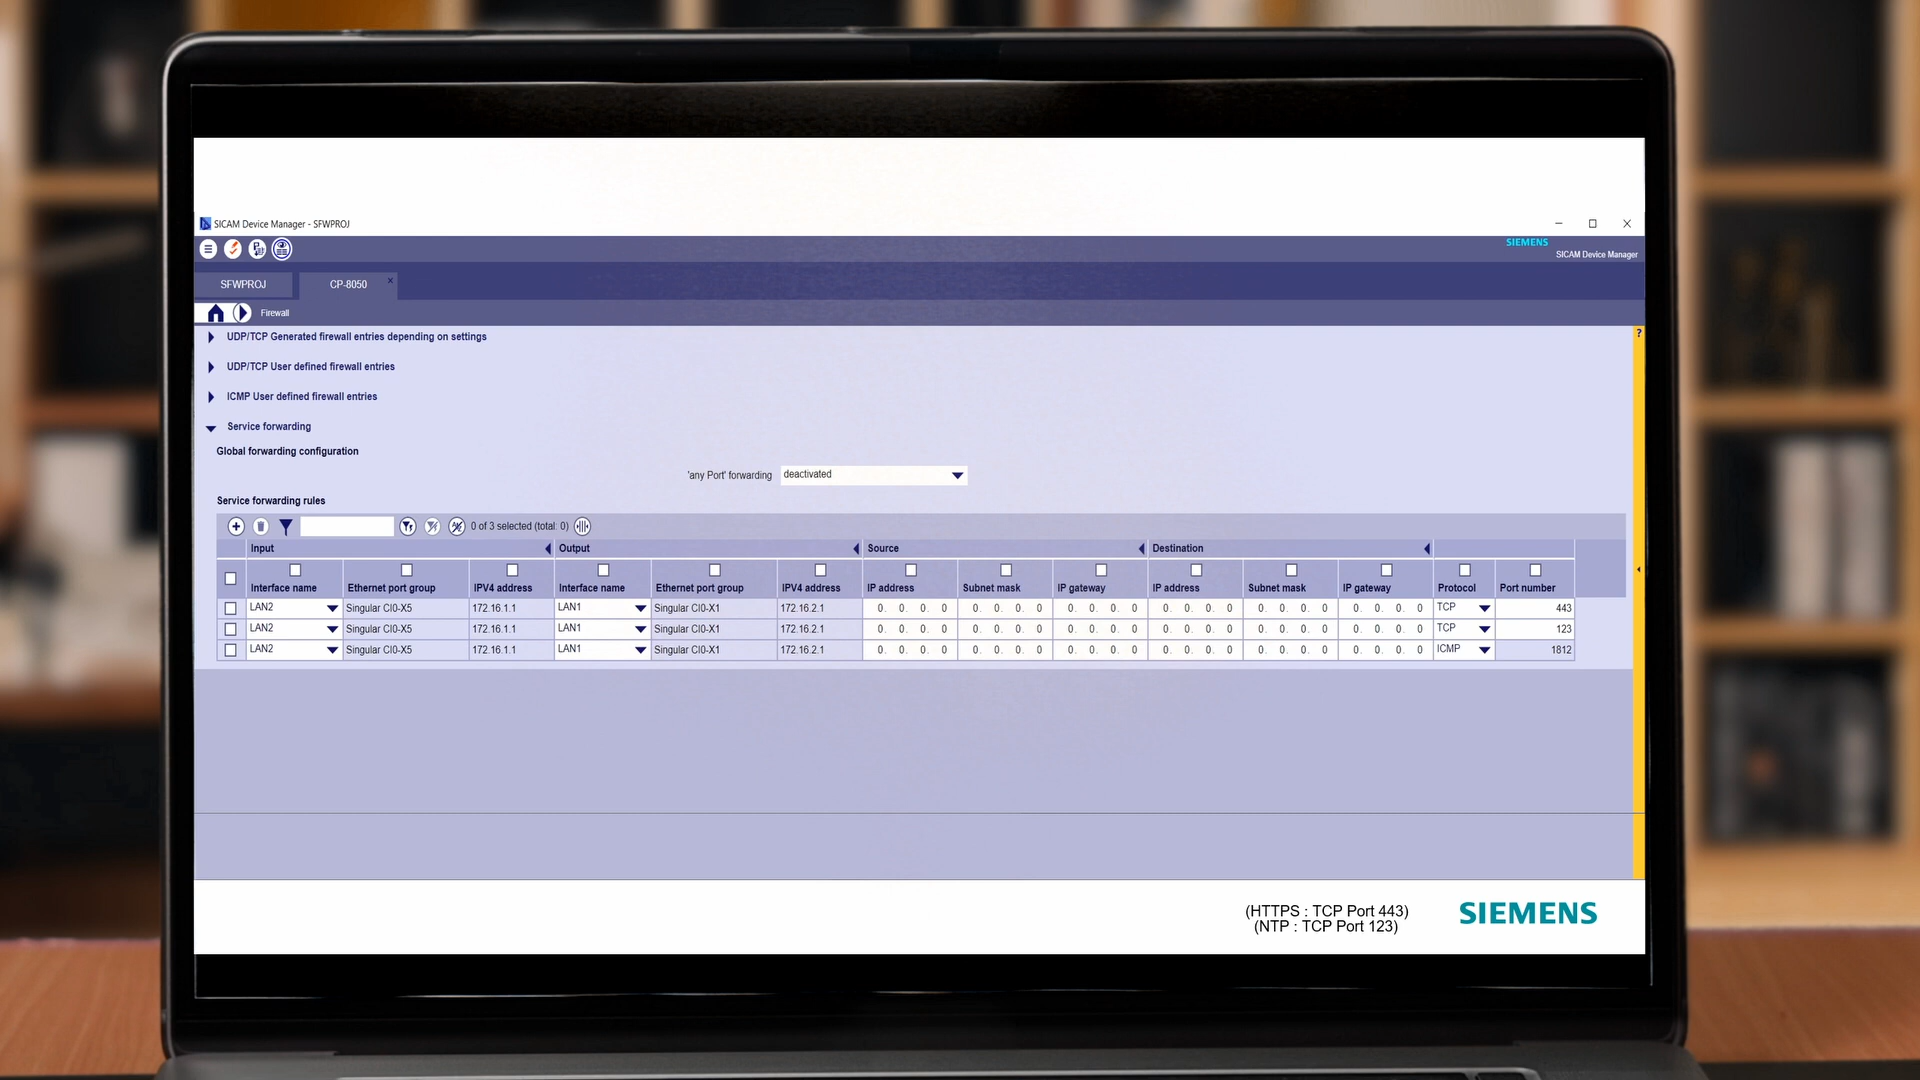 SICAM Device Manager - SFWPROJ
SIEMENS
SICAM Device Manager
SFWPROJ
CP-8050
Firewall
?
UDP/TCP Generated firewall entries depending on settings
UDP/TCP User defined firewall entries
ICMP User defined firewall entries
Service forwarding
Global forwarding configuration
'any Port' forwarding deactivated
Service forwarding rules
0 of 3 selected (total: 0)
Input Output Source Destination
Interface name Ethernet port group IPV4 address Interface name Ethernet port group IPV4 address IP address Subnet mask IP gateway IP address Subnet mask IP gateway Protocol Port number
LAN2 Singular CI0-X5 172.16.1.1 LAN1 Singular CI0-X1 172.16.2.1 0. 0. 0. 0 0. 0. 0. 0 0. 0. 0. 0 0. 0. 0. 0 0. 0. 0. 0 0. 0. 0. 0 TCP 443
LAN2 Singular CI0-X5 172.16.1.1 LAN1 Singular CI0-X1 172.16.2.1 0. 0. 0. 0 0. 0. 0. 0 0. 0. 0. 0 0. 0. 0. 0 0. 0. 0. 0 0. 0. 0. 0 TCP 123
LAN2 Singular CI0-X5 172.16.1.1 LAN1 Singular CI0-X1 172.16.2.1 0. 0. 0. 0 0. 0. 0. 0 0. 0. 0. 0 0. 0. 0. 0 0. 0. 0. 0 0. 0. 0. 0 ICMP 1812
(HTTPS : TCP Port 443)
(NTP : TCP Port 123)
SIEMENS